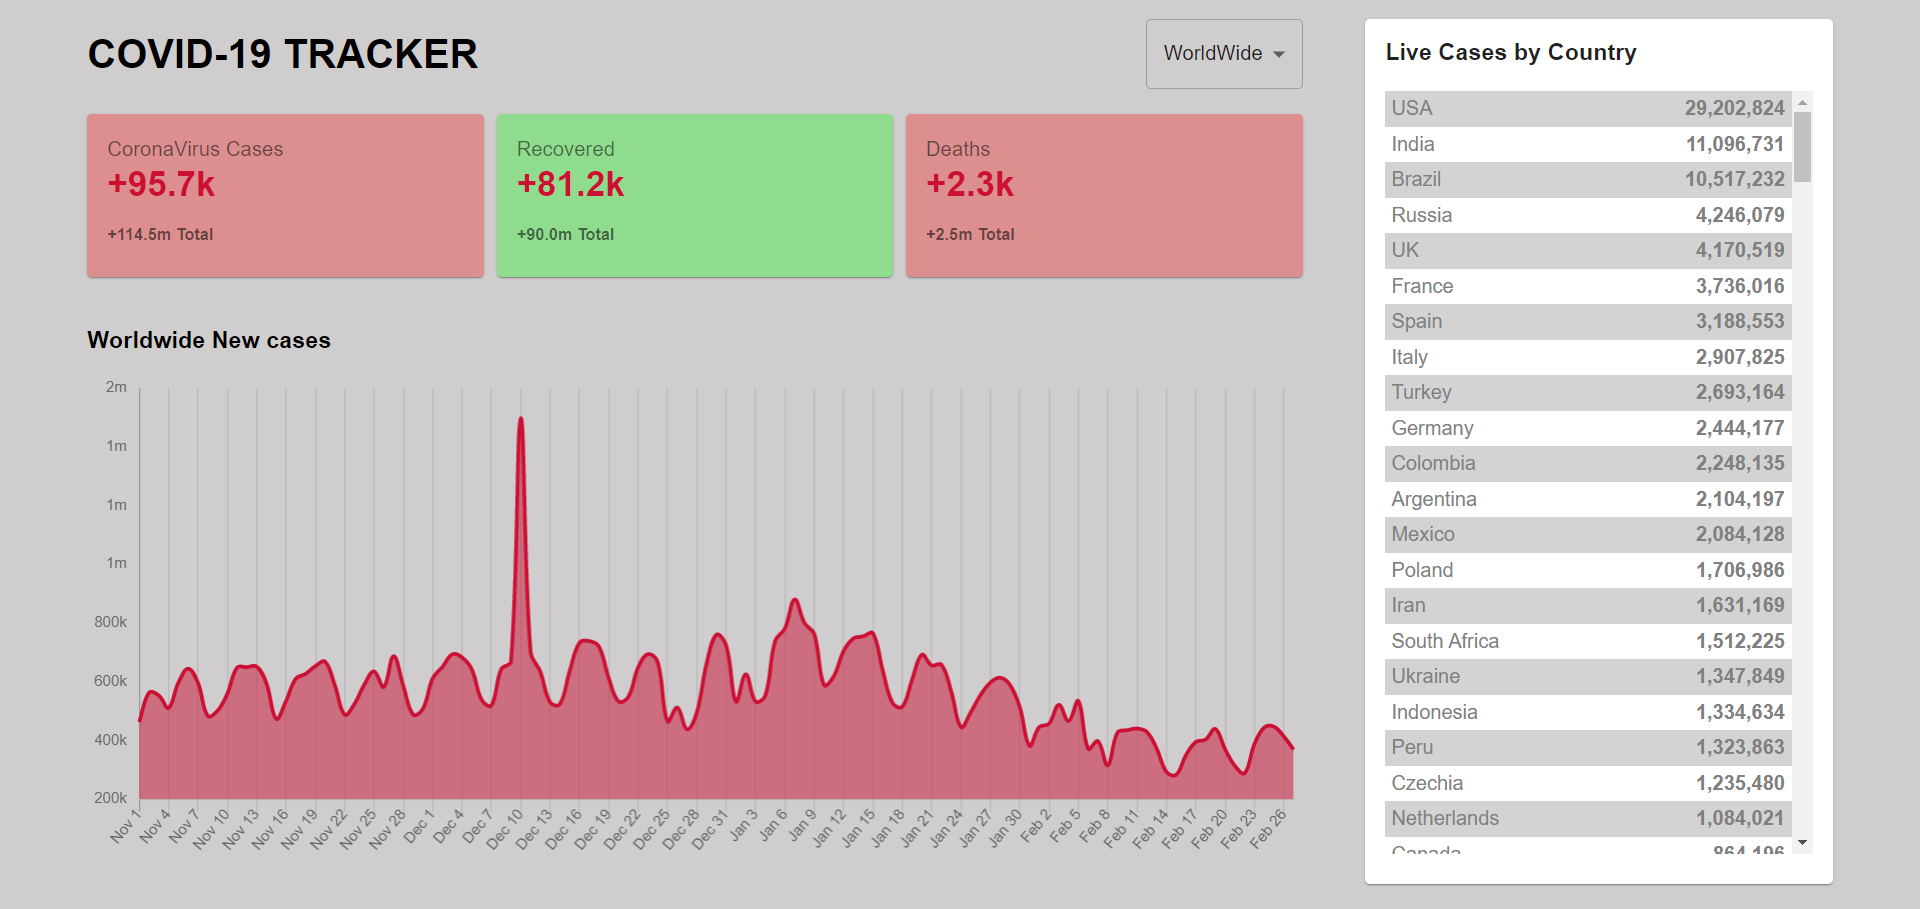 COVID-19 TRACKER
WorldWide
CoronaVirus Cases
+95.7k
+114.5m Total
Recovered
+81.2k
+90.0m Total
Deaths
+2.3k
+2.5m Total
Worldwide New cases
2m
1m
1m
1m
800k
600k
400k
200k
Nov 1 Nov 4 Nov 7 Nov 10 Nov 13 Nov 16 Nov 19 Nov 22 Nov 25 Nov 28 Dec 1 Dec 4 Dec 7 Dec 10 Dec 13 Dec 16 Dec 19 Dec 22 Dec 25 Dec 28 Dec 31 Jan 3 Jan 6 Jan 9 Jan 12 Jan 15 Jan 18 Jan 21 Jan 24 Jan 27 Jan 30 Feb 2 Feb 5 Feb 8 Feb 11 Feb 14 Feb 17 Feb 20 Feb 23 Feb 26
Live Cases by Country
USA 29,202,824
India 11,096,731
Brazil 10,517,232
Russia 4,246,079
UK 4,170,519
France 3,736,016
Spain 3,188,553
Italy 2,907,825
Turkey 2,693,164
Germany 2,444,177
Colombia 2,248,135
Argentina 2,104,197
Mexico 2,084,128
Poland 1,706,986
Iran 1,631,169
South Africa 1,512,225
Ukraine 1,347,849
Indonesia 1,334,634
Peru 1,323,863
Czechia 1,235,480
Netherlands 1,084,021
Canada 864,196